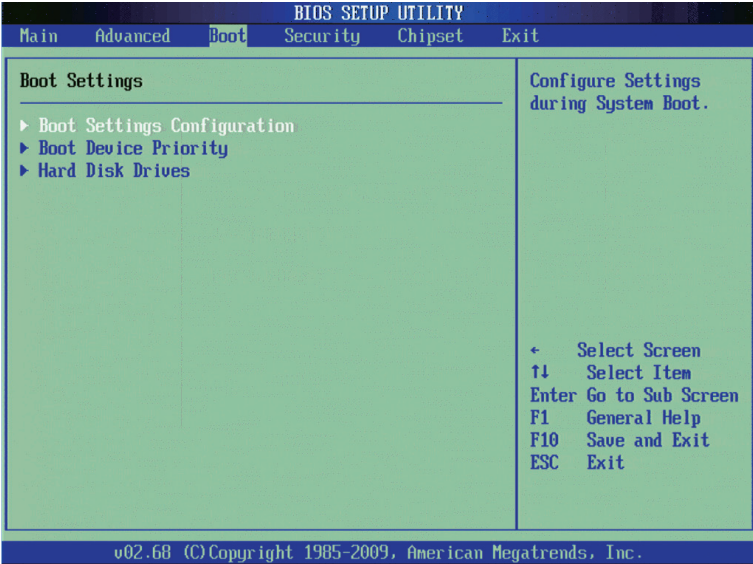 BIOS SETUP UTILITY
Main Advanced Boot Security Chipset Exit
Boot Settings
▶ Boot Settings Configuration
▶ Boot Device Priority
▶ Hard Disk Drives
Configure Settings
during System Boot.
← Select Screen
↑↓ Select Item
Enter Go to Sub Screen
F1 General Help
F10 Save and Exit
ESC Exit
v02.68 (C)Copyright 1985-2009, American Megatrends, Inc.